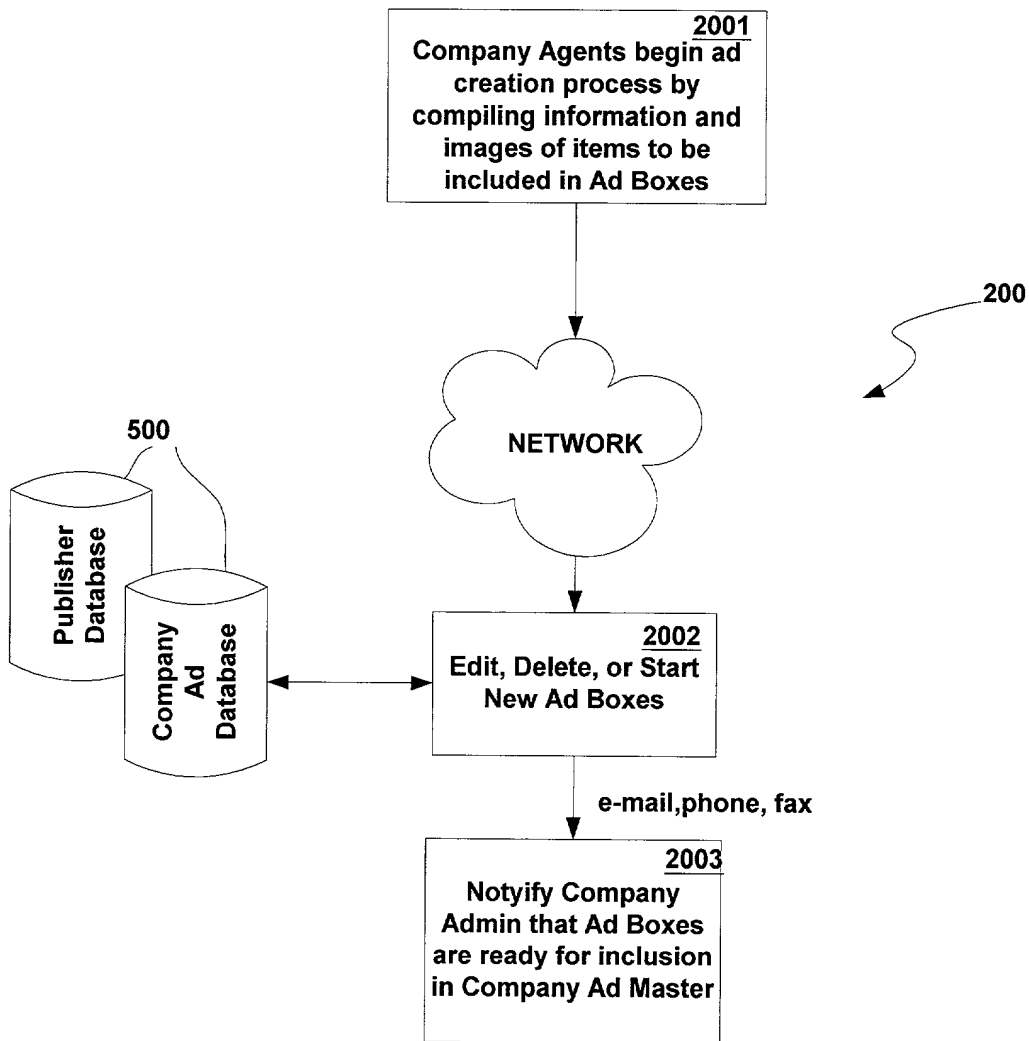 2001
Company Agents begin ad
creation process by
compiling information and
images of items to be
included in Ad Boxes
200
NETWORK
500
Publisher
Database
Company
Ad
Database
2002
Edit, Delete, or Start
New Ad Boxes
e-mail,phone, fax
2003
Notyify Company
Admin that Ad Boxes
are ready for inclusion
in Company Ad Master